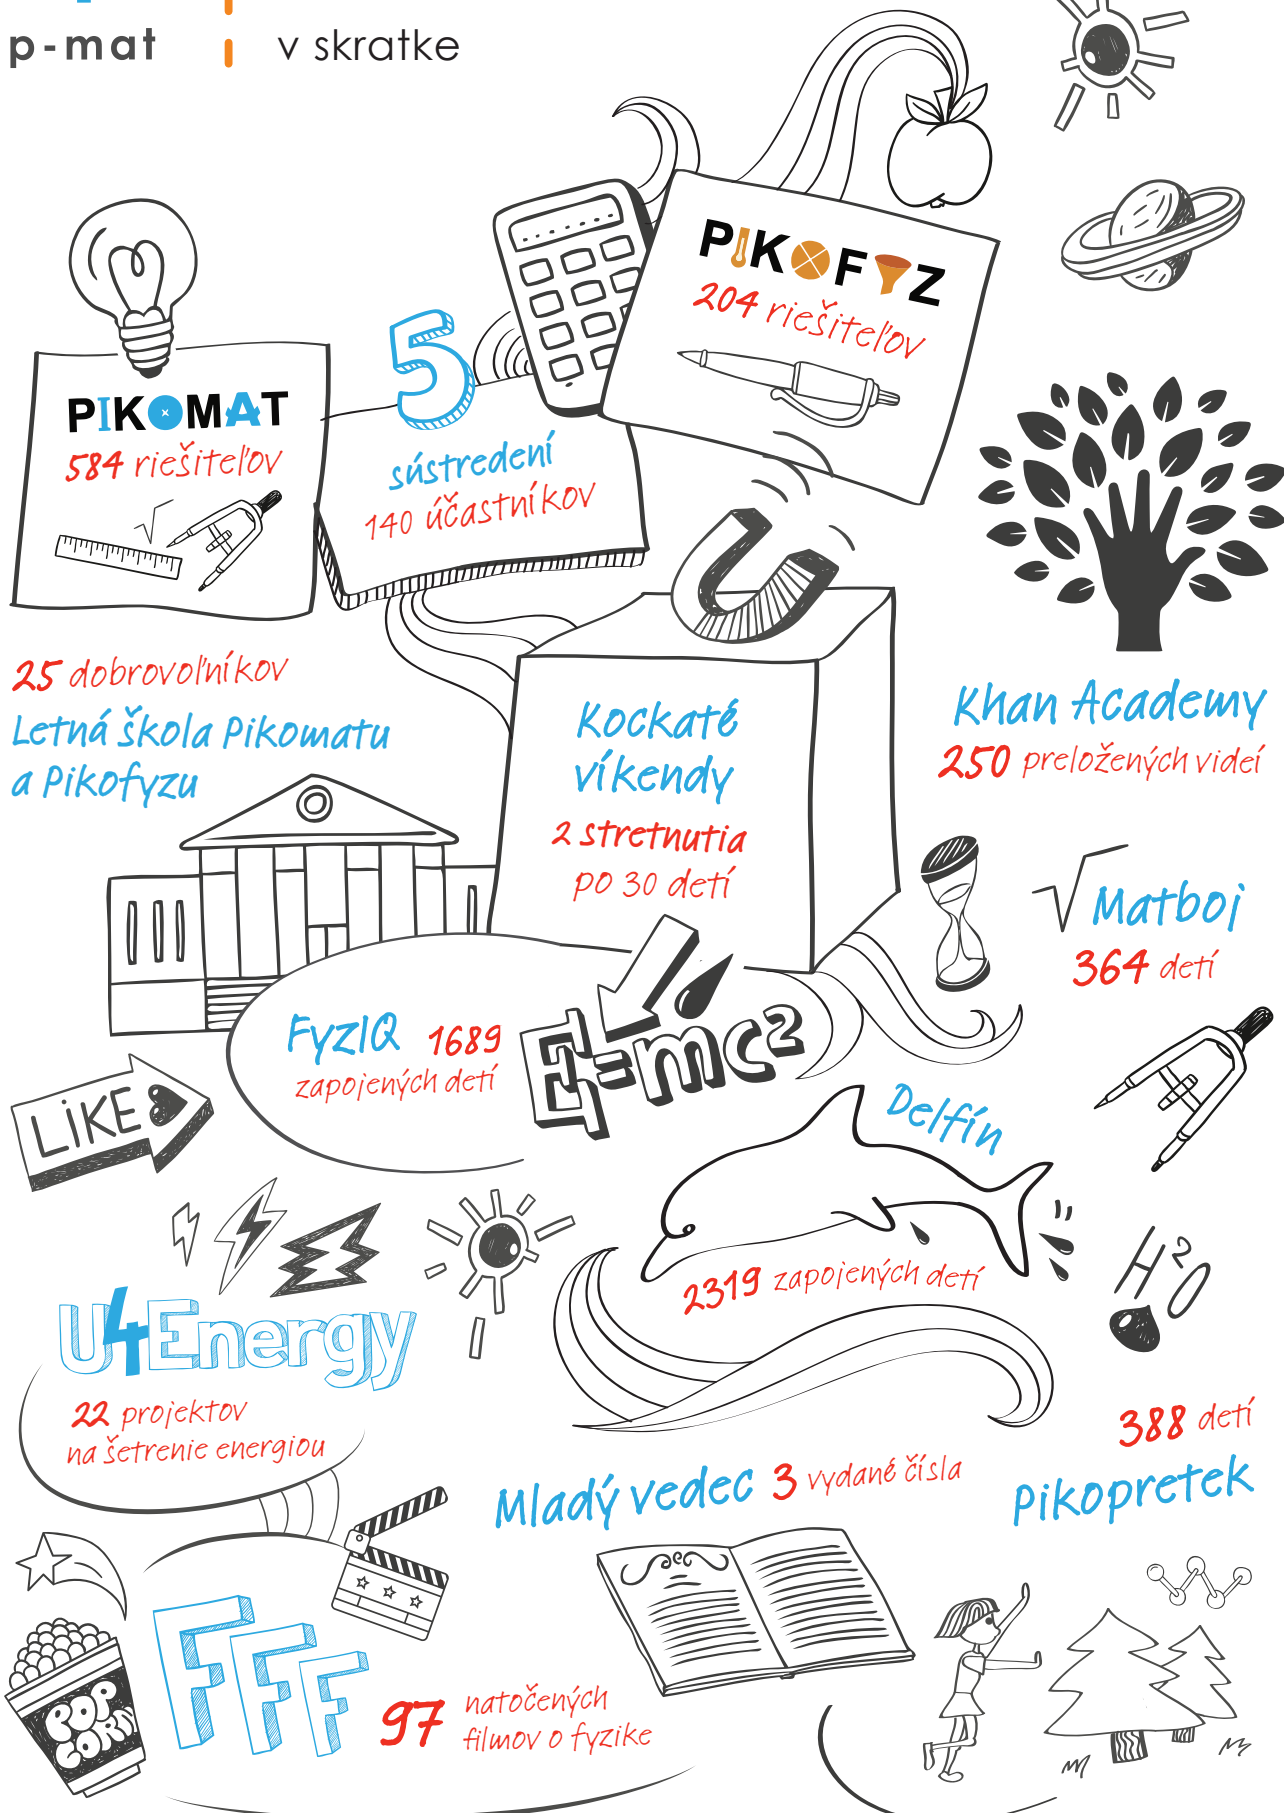 p-mat
v skratke
PIKOFYZ
204 riešiteľov
5
sústredení
140 účastníkov
PIKOMAT
584 riešiteľov
25 dobrovoľníkov
Letná škola Pikomatu
a Pikofyzu
Kockaté
víkendy
2 stretnutia
po 30 detí
Khan Academy
250 preložených videí
√ Matboj
364 detí
FyzIQ 1689
zapojených detí
E=mc²
LIKE
Delfín
2319 zapojených detí
H²O
U4Energy
22 projektov
na šetrenie energiou
388 detí
Pikopretek
Mladý vedec 3 vydané čísla
POP
CORN
FFF
97 natočených
filmov o fyzike